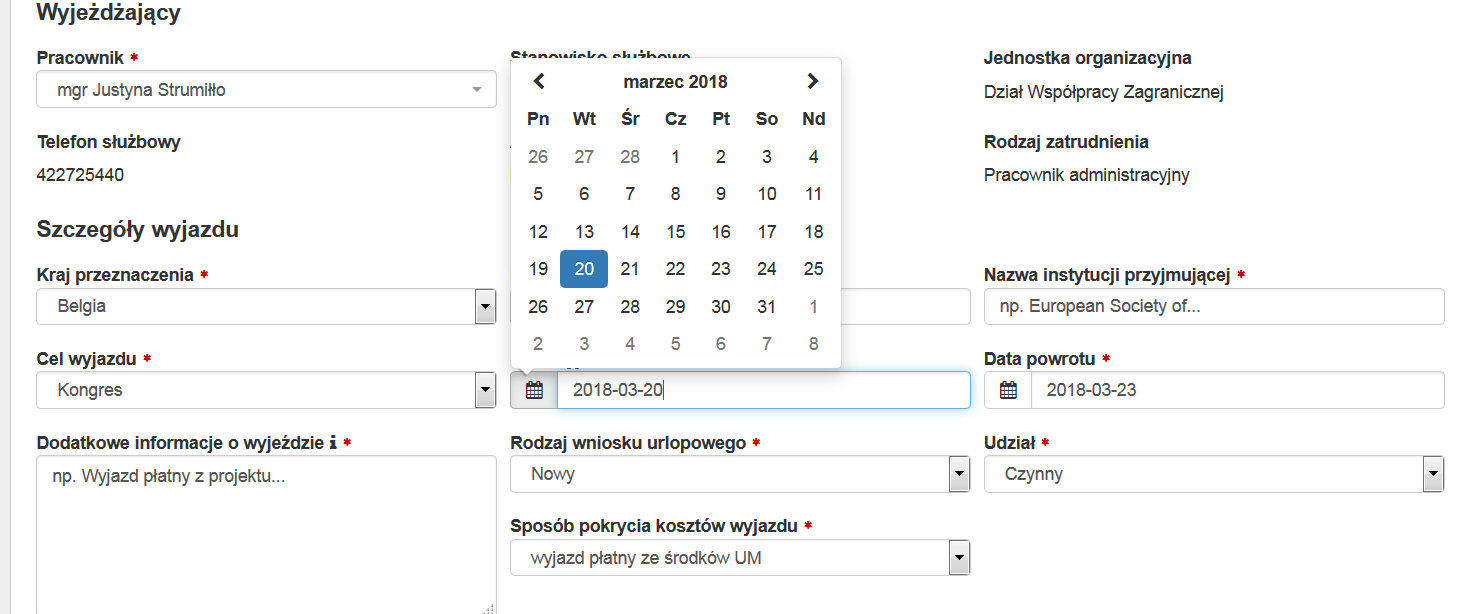 Wyjeżdżający
Pracownik * Stanowisko służbowe Jednostka organizacyjna
mgr Justyna Strumiłło Dział Współpracy Zagranicznej
Telefon służbowy Rodzaj zatrudnienia
422725440 Pracownik administracyjny
marzec 2018
Pn Wt Śr Cz Pt So Nd
26 27 28 1 2 3 4
5 6 7 8 9 10 11
12 13 14 15 16 17 18
19 20 21 22 23 24 25
26 27 28 29 30 31 1
2 3 4 5 6 7 8
Szczegóły wyjazdu
Kraj przeznaczenia * Nazwa instytucji przyjmującej *
Belgia np. European Society of...
Cel wyjazdu * Data powrotu *
Kongres 2018-03-20 2018-03-23
Dodatkowe informacje o wyjeździe i * Rodzaj wniosku urlopowego * Udział *
np. Wyjazd płatny z projektu... Nowy Czynny
Sposób pokrycia kosztów wyjazdu *
wyjazd płatny ze środków UM